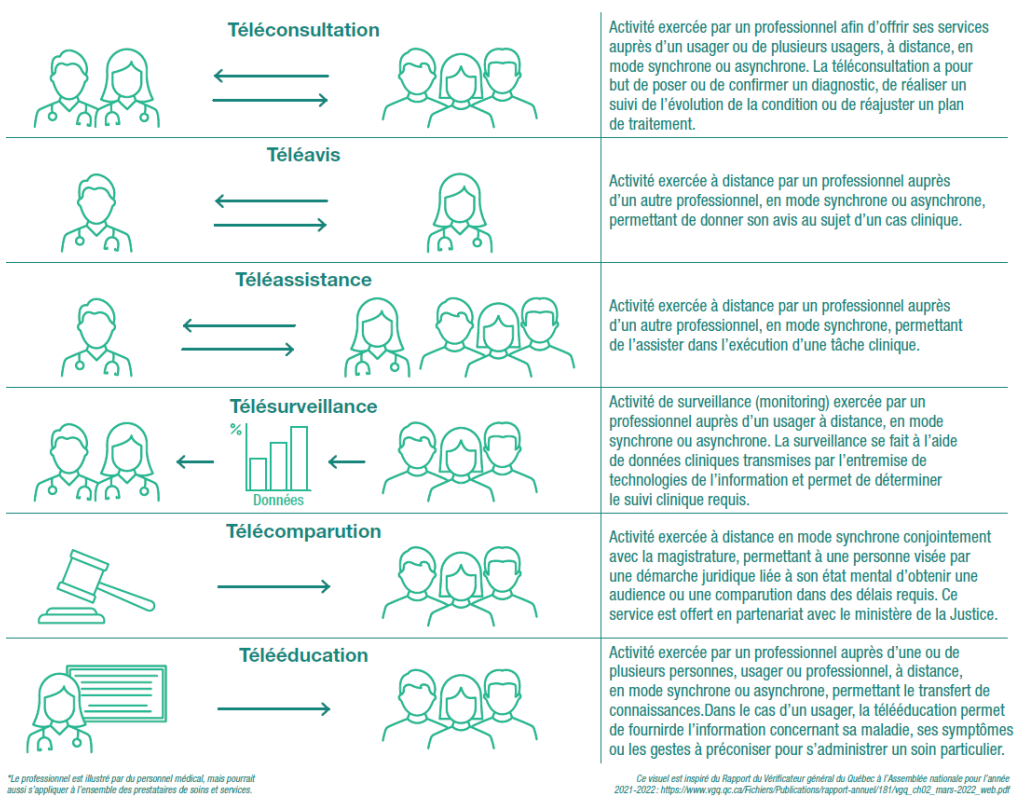 Téléconsultation
Activité exercée par un professionnel afin d'offrir ses services
auprès d'un usager ou de plusieurs usagers, à distance, en
mode synchrone ou asynchrone. La téléconsultation a pour
but de poser ou de confirmer un diagnostic, de réaliser un
suivi de l'évolution de la condition ou de réajuster un plan
de traitement.
Téléavis
Activité exercée à distance par un professionnel auprès
d'un autre professionnel, en mode synchrone ou asynchrone,
permettant de donner son avis au sujet d'un cas clinique.
Téléassistance
Activité exercée à distance par un professionnel auprès
d'un autre professionnel, en mode synchrone, permettant
de l'assister dans l'exécution d'une tâche clinique.
Télésurveillance
%
Données
Activité de surveillance (monitoring) exercée par un
professionnel auprès d'un usager à distance, en mode
synchrone ou asynchrone. La surveillance se fait à l'aide
de données cliniques transmises par l'entremise de
technologies de l'information et permet de déterminer
le suivi clinique requis.
Télécomparution
Activité exercée à distance en mode synchrone conjointement
avec la magistrature, permettant à une personne visée par
une démarche juridique liée à son état mental d'obtenir une
audience ou une comparution dans des délais requis. Ce
service est offert en partenariat avec le ministère de la Justice.
Télééducation
Activité exercée par un professionnel auprès d'une ou de
plusieurs personnes, usager ou professionnel, à distance,
en mode synchrone ou asynchrone, permettant le transfert de
connaissances.Dans le cas d'un usager, la télééducation permet
de fournirde l'information concernant sa maladie, ses symptômes
ou les gestes à préconiser pour s'administrer un soin particulier.
*Le professionnel est illustré par du personnel médical, mais pourrait
aussi s'appliquer à l'ensemble des prestataires de soins et services.
Ce visuel est inspiré du Rapport du Vérificateur général du Québec à l'Assemblée nationale pour l'année
2021-2022 : https://www.vgq.qc.ca/Fichiers/Publications/rapport-annuel/181/vgq_ch02_mars-2022_web.pdf